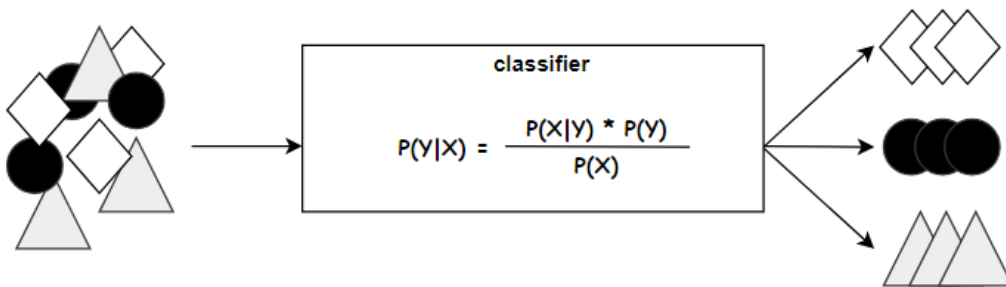 classifier
P(Y|X) = P(X|Y) * P(Y)
P(X)